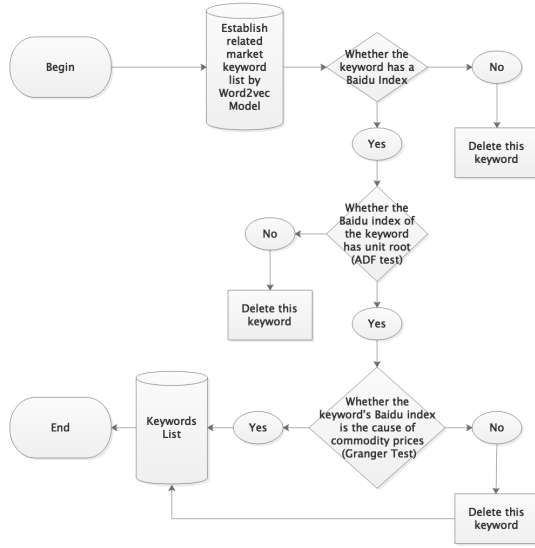 Begin
Establish
related
market
keyword
list by
Word2vec
Model
Whether the
keyword has a
Baidu Index
No
Delete this
keyword
Yes
Whether the
Baidu index of
the keyword
has unit root
(ADF test)
No
Delete this
keyword
Yes
Whether the
keyword's Baidu index
is the cause of
commodity prices
(Granger Test)
No
Delete this
keyword
Yes
Keywords
List
End